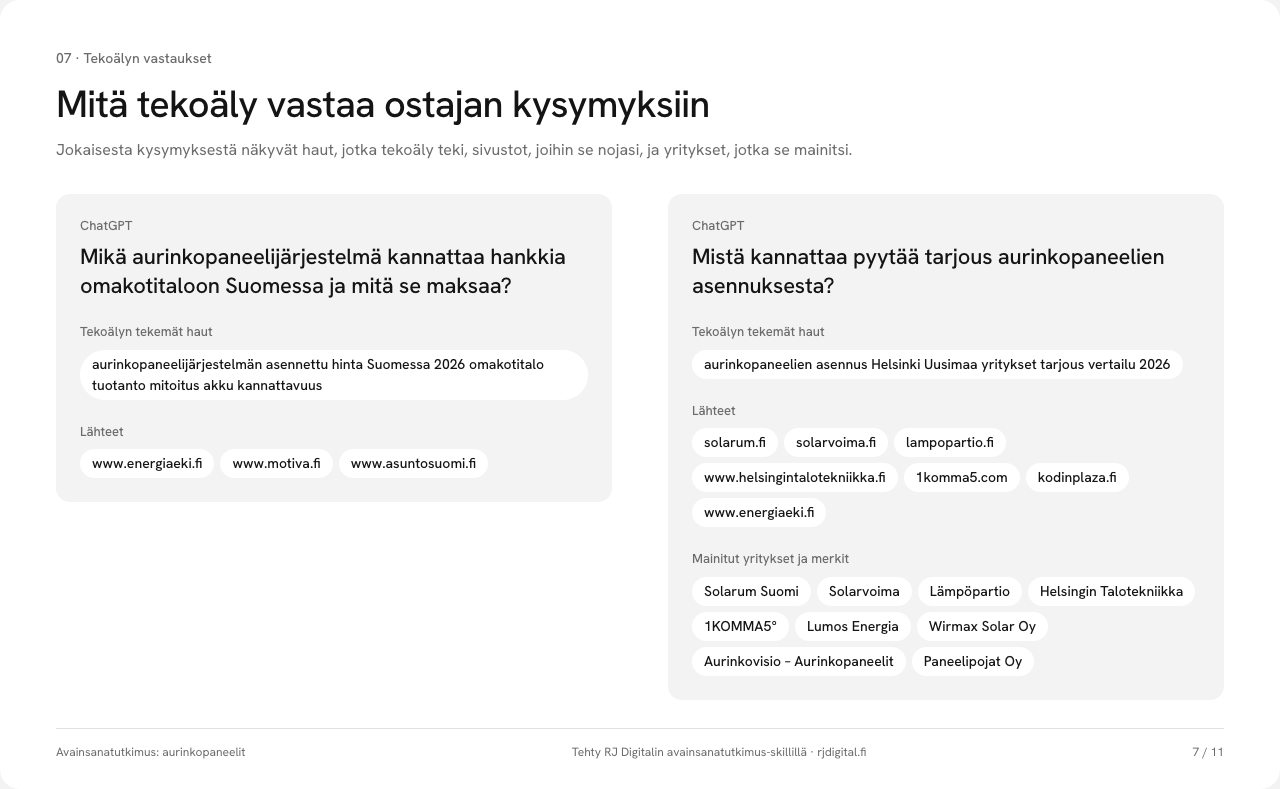 07 · Tekoälyn vastaukset
Mitä tekoäly vastaa ostajan kysymyksiin
Jokaisesta kysymyksestä näkyvät haut, jotka tekoäly teki, sivustot, joihin se nojasi, ja yritykset, jotka se mainitsi.
ChatGPT
Mikä aurinkopaneelijärjestelmä kannattaa hankkia
omakotitaloon Suomessa ja mitä se maksaa?
Tekoälyn tekemät haut
aurinkopaneelijärjestelmän asennettu hinta Suomessa 2026 omakotitalo
tuotanto mitoitus akku kannattavuus
Lähteet
www.energiaeki.fi www.motiva.fi www.asuntosuomi.fi
ChatGPT
Mistä kannattaa pyytää tarjous aurinkopaneelien
asennuksesta?
Tekoälyn tekemät haut
aurinkopaneelien asennus Helsinki Uusimaa yritykset tarjous vertailu 2026
Lähteet
solarum.fi solarvoima.fi lampopartio.fi
www.helsingintalotekniikka.fi 1komma5.com kodinplaza.fi
www.energiaeki.fi
Mainitut yritykset ja merkit
Solarum Suomi Solarvoima Lämpöpartio Helsingin Talotekniikka
1KOMMA5° Lumos Energia Wirmax Solar Oy
Aurinkovisio – Aurinkopaneelit Paneelipojat Oy
Avainsanatutkimus: aurinkopaneelit
Tehty RJ Digitalin avainsanatutkimus-skillillä · rjdigital.fi
7 / 11